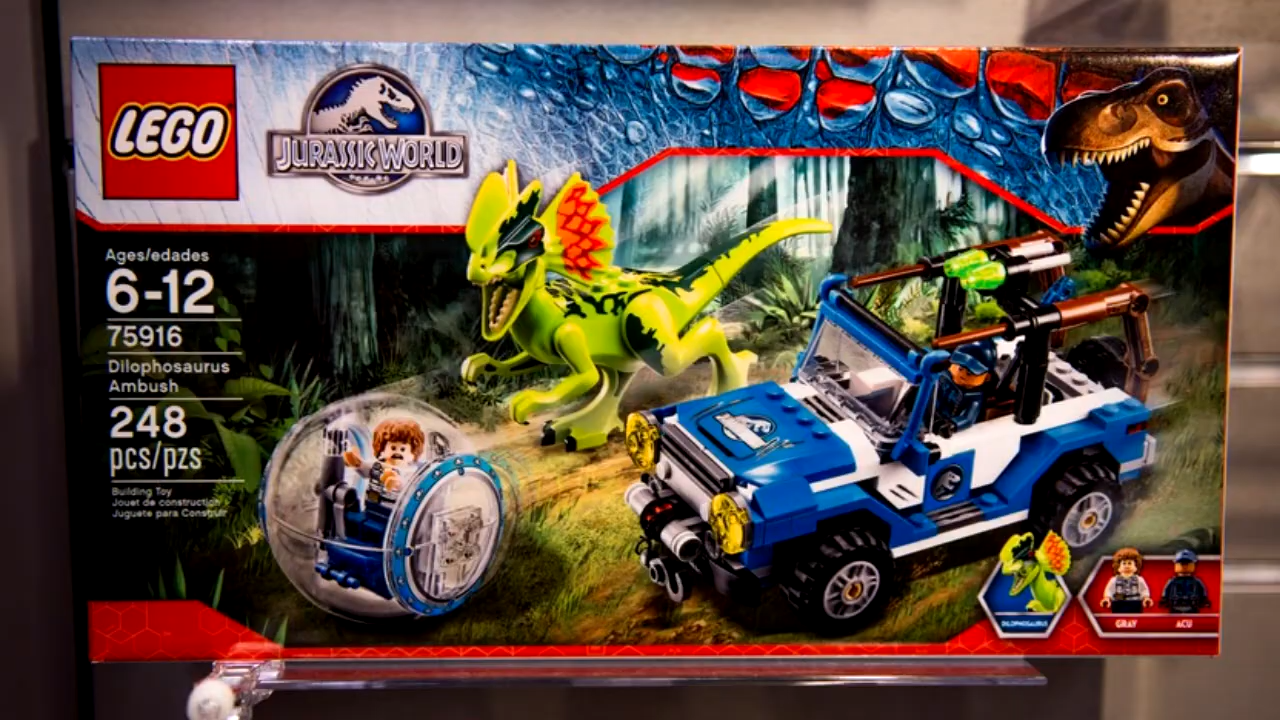 LEGO
JURASSIC WORLD
Ages/edades
6-12
75916
Dilophosaurus
Ambush
248
pcs/pzs
Building Toy
Jouet de construction
Juguete para Construir
DILOPHOSAURUS
GRAY
ACU